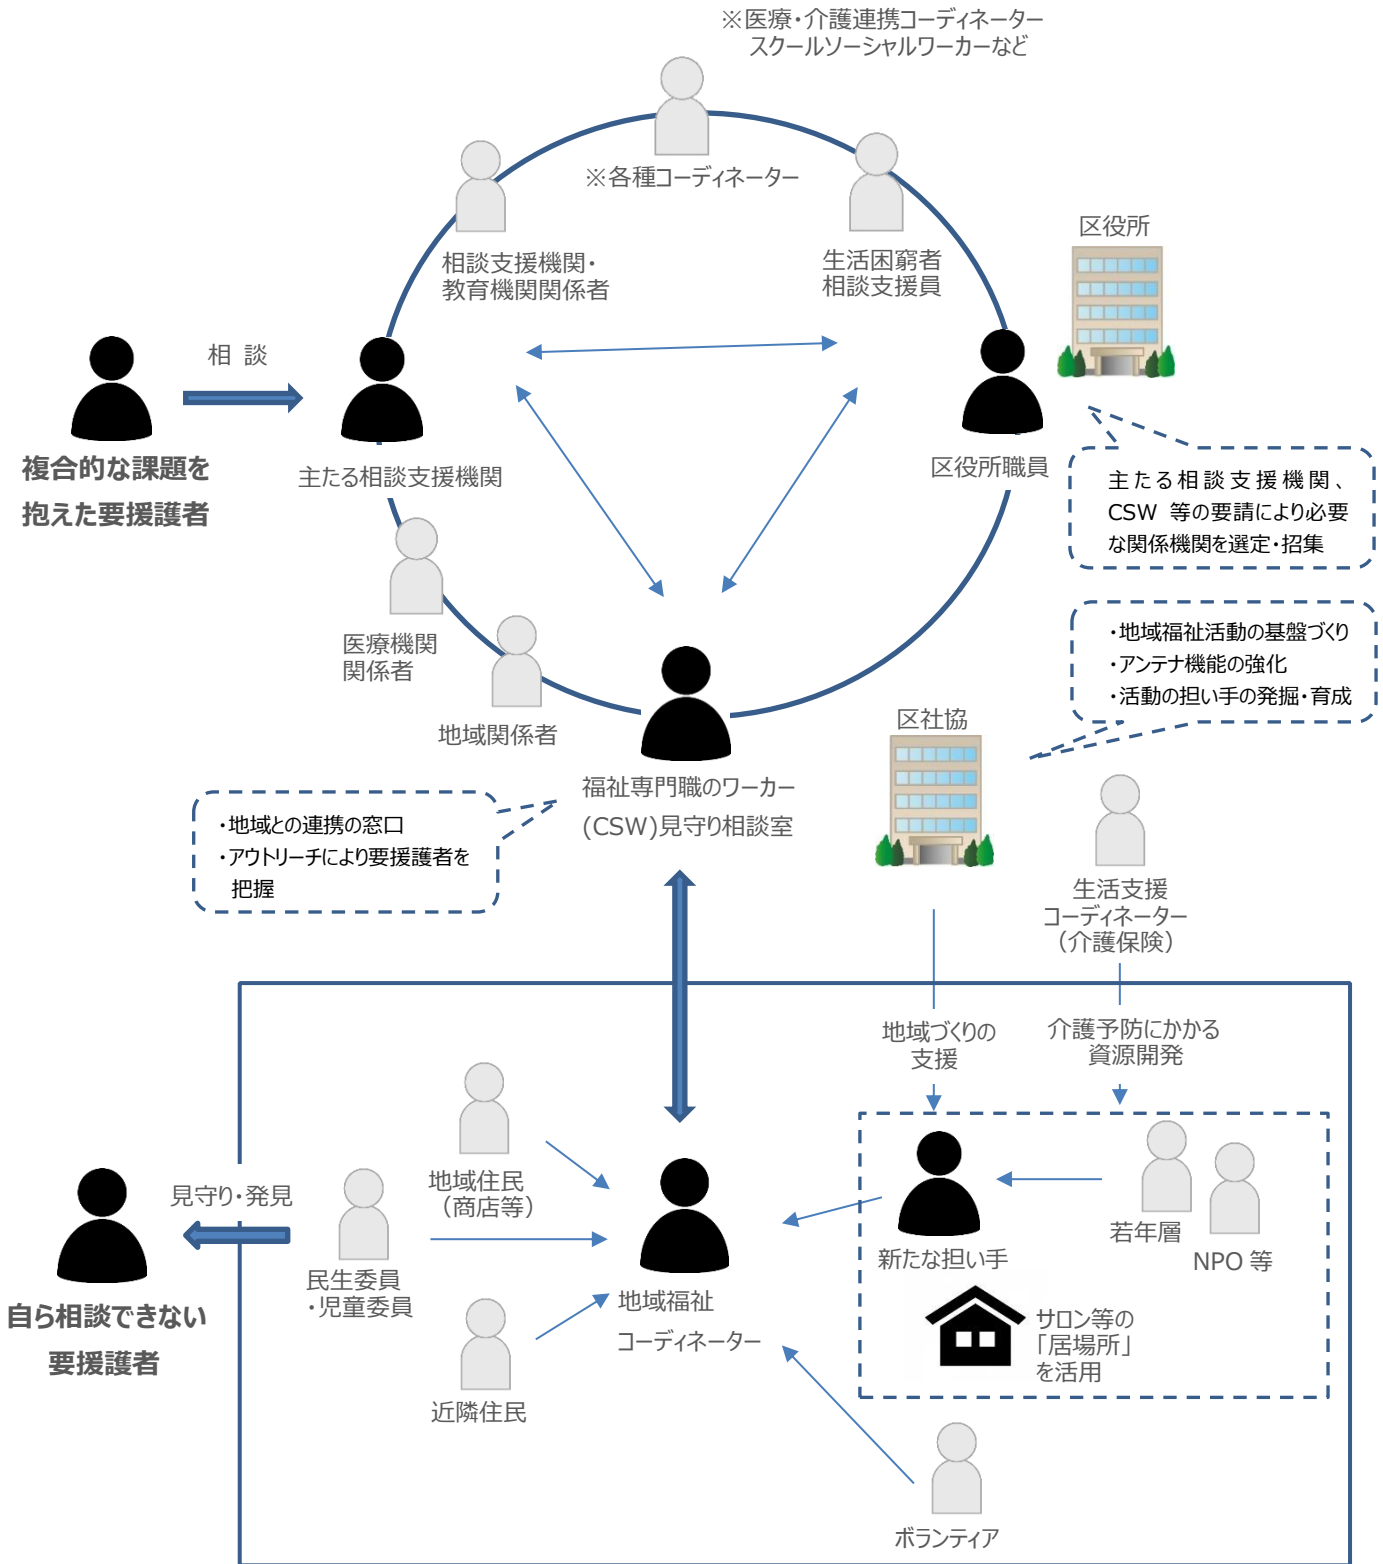 ※医療・介護連携コーディネーター
スクールソーシャルワーカーなど
※各種コーディネーター
相談支援機関・
教育機関関係者
生活困窮者
相談支援員
区役所
相 談
複合的な課題を
抱えた要援護者
主たる相談支援機関
区役所職員
主たる相談支援機関、
CSW 等の要請により必要
な関係機関を選定・招集
医療機関
関係者
地域関係者
・地域福祉活動の基盤づくり
・アンテナ機能の強化
・活動の担い手の発掘・育成
区社協
福祉専門職のワーカー
(CSW)見守り相談室
・地域との連携の窓口
・アウトリーチにより要援護者を
把握
生活支援
コーディネーター
（介護保険）
地域づくりの
支援
介護予防にかかる
資源開発
地域住民
（商店等）
見守り・発見
民生委員
・児童委員
自ら相談できない
要援護者
近隣住民
地域福祉
コーディネーター
新たな担い手
若年層
NPO 等
サロン等の
「居場所」
を活用
ボランティア